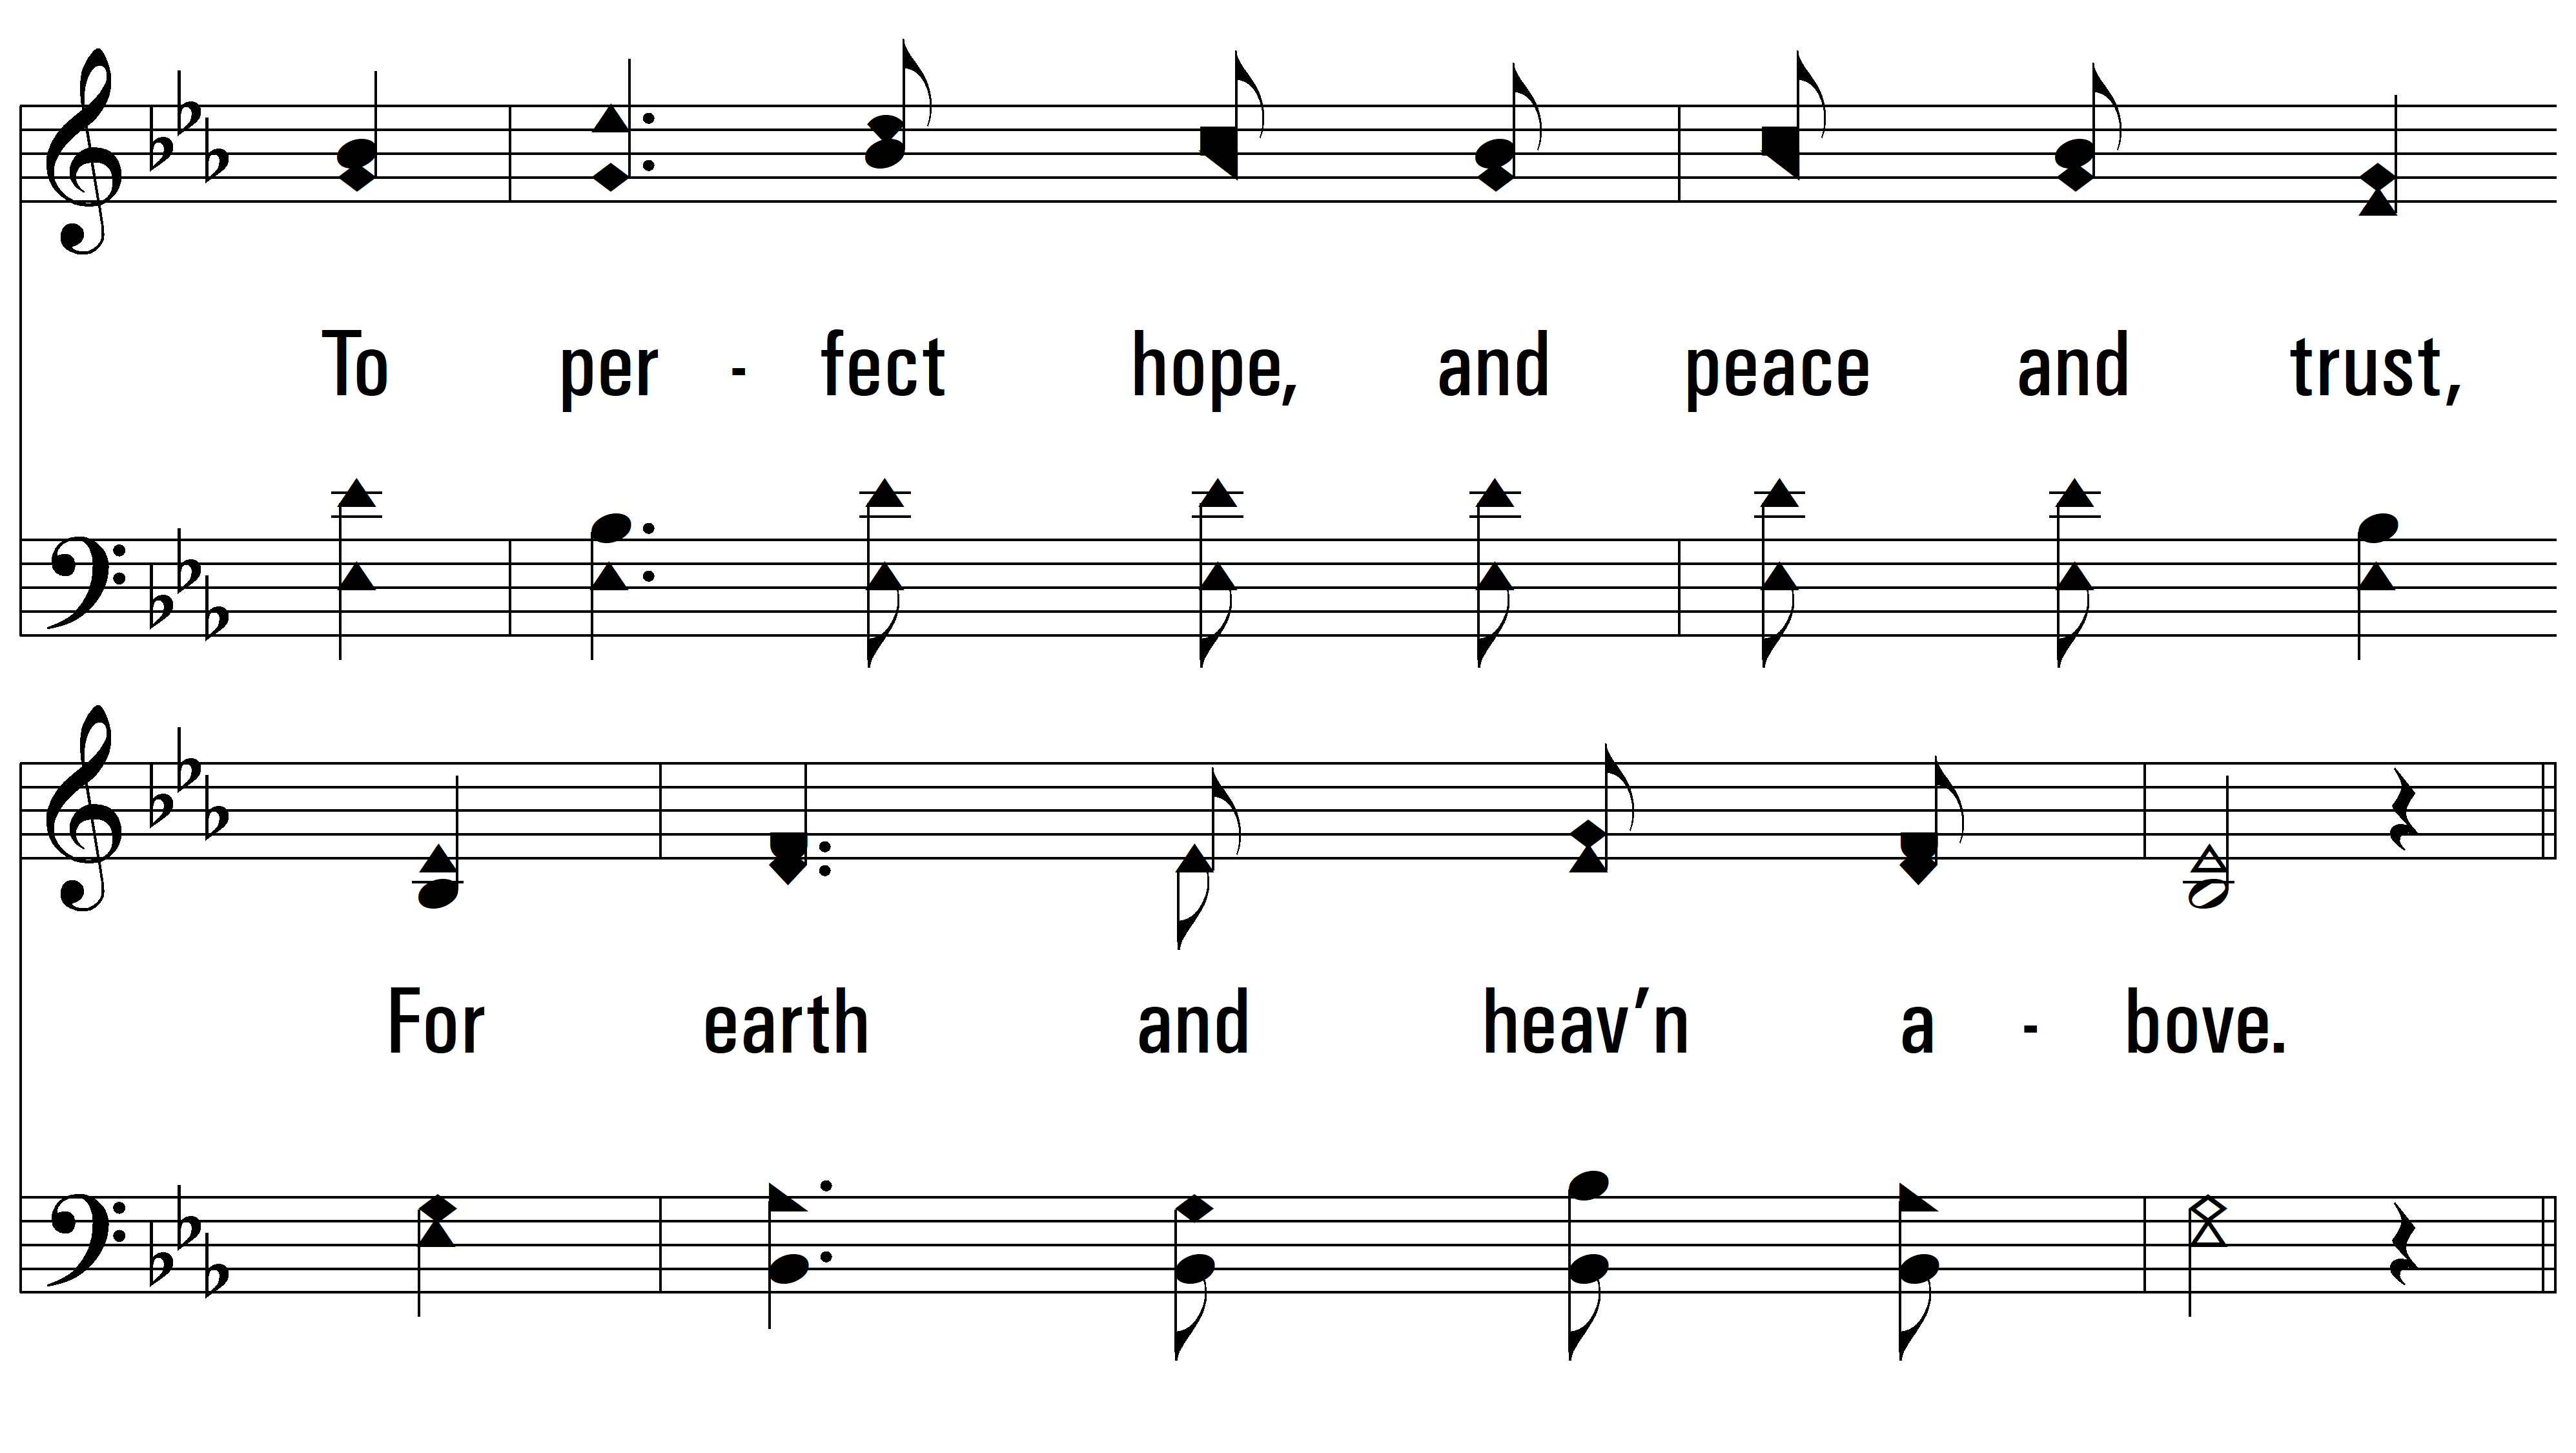 To per - fect hope, and peace and trust,
For earth and heav’n a - bove.